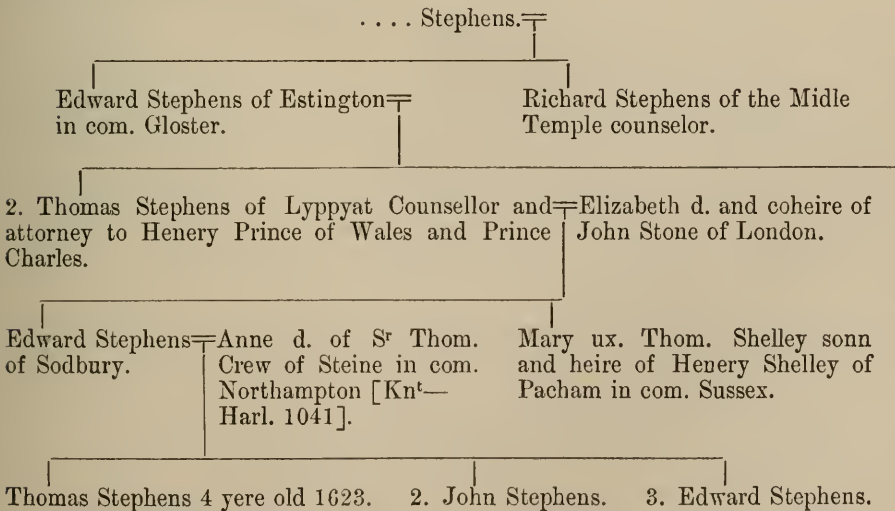 . . . . Stephens.
Edward Stephens of Estington
in com. Gloster.
Richard Stephens of the Midle
Temple counselor.
2. Thomas Stephens of Lyppyat Counsellor and
attorney to Henery Prince of Wales and Prince
Charles.
Elizabeth d. and coheire of
John Stone of London.
Edward Stephens
of Sodbury.
Anne d. of Sʳ Thom.
Crew of Steine in com.
Northampton [Knᵗ—
Harl. 1041].
Mary ux. Thom. Shelley sonn
and heire of Henery Shelley of
Pacham in com. Sussex.
Thomas Stephens 4 yere old 1623. 2. John Stephens. 3. Edward Stephens.